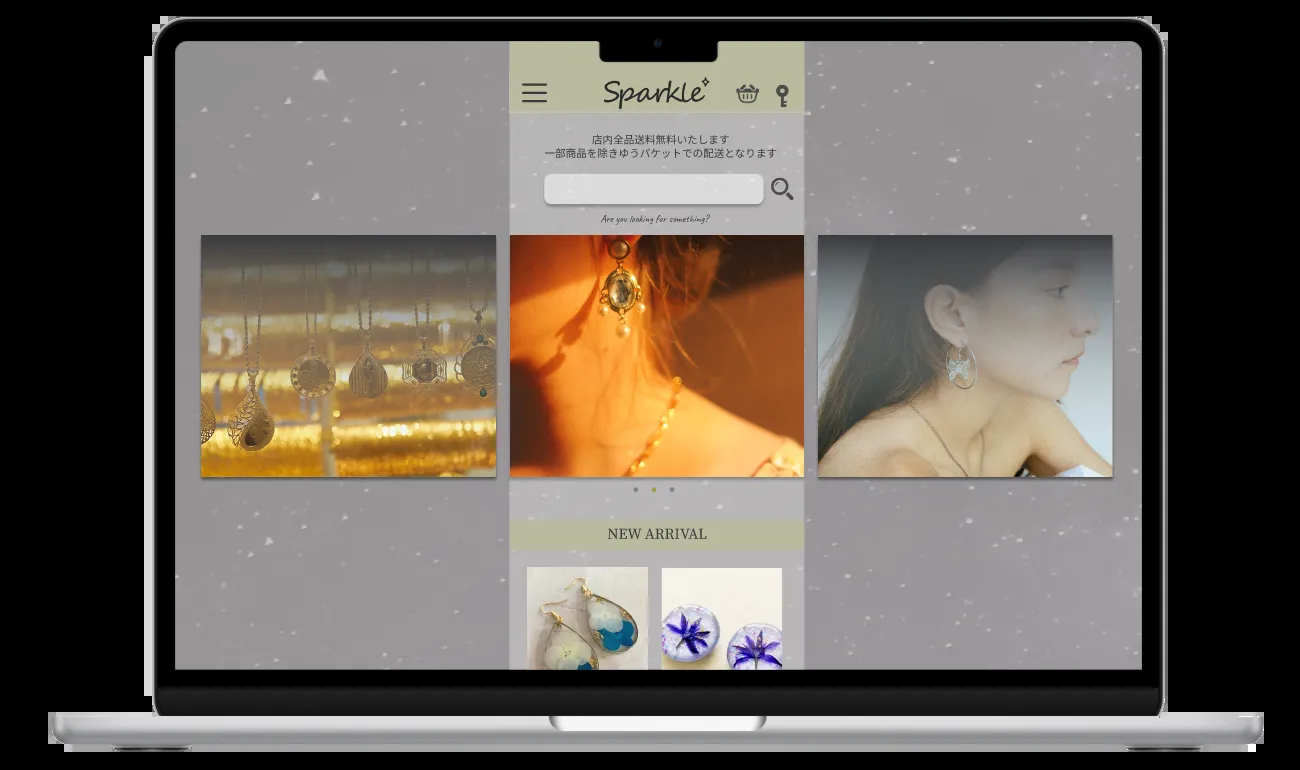 Sparkle
店内全品送料無料いたします
一部商品を除きゆうパケットでの配送となります
Are you looking for something?
NEW ARRIVAL